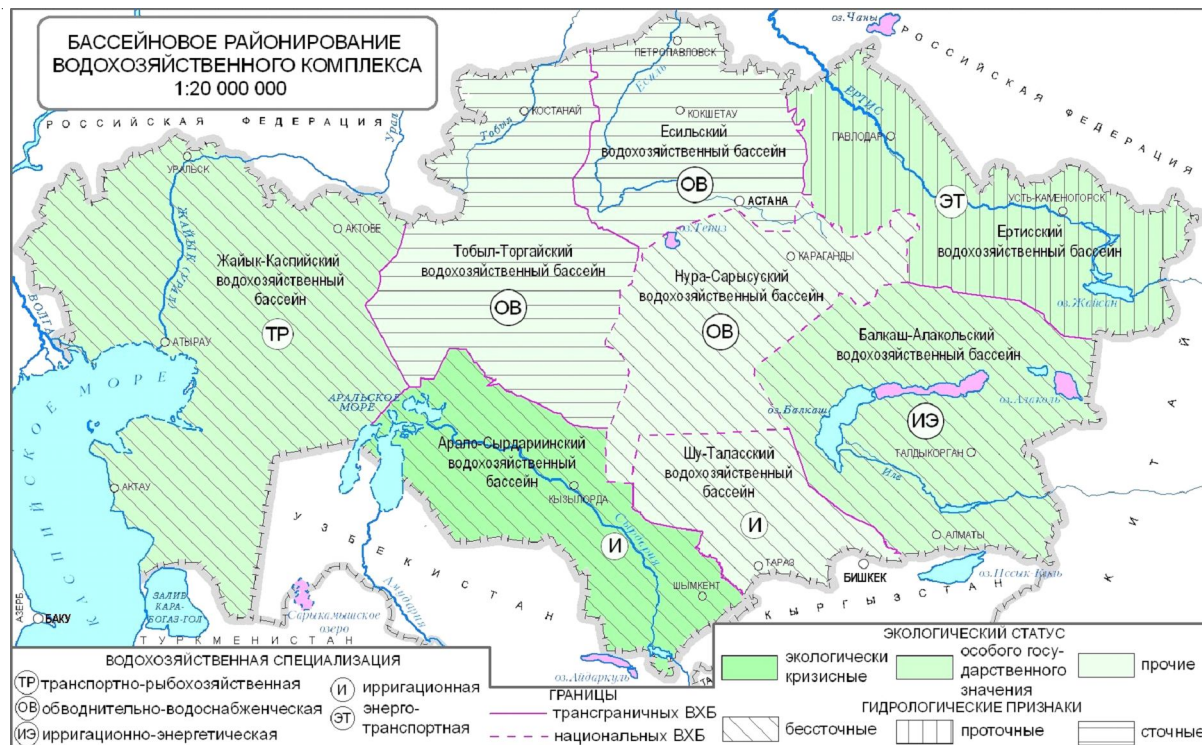 БАССЕЙНОВОЕ РАЙОНИРОВАНИЕ
ВОДОХОЗЯЙСТВЕННОГО КОМПЛЕКСА
1:20 000 000
оз.Чаны
РОССИЙСКАЯ ФЕДЕРАЦИЯ
РОССИЙСКАЯ ФЕДЕРАЦИЯ
Урал
Тобыл
Есиль
ПЕТРОПАВЛОВСК
КОСТАНАЙ
КОКШЕТАУ
Есильский
водохозяйственный бассейн
ОВ
АСТАНА
ЕРТИС
ПАВЛОДАР
ЭТ
УСТЬ-КАМЕНОГОРСК
Ертисский
водохозяйственный бассейн
оз.Жайсан
УРАЛЬСК
ЖАЙЫК (УРАЛ)
АКТОБЕ
Жайык-Каспийский
водохозяйственный
бассейн
ТР
ВОЛГА
АТЫРАУ
Тобыл-Торгайский
водохозяйственный бассейн
ОВ
оз.Тениз
КАРАГАНДЫ
Нура-Сарысуский
водохозяйственный бассейн
ОВ
Балкаш-Алакольский
водохозяйственный бассейн
оз.Балкаш
оз.Алаколь
ИЭ
ТАЛДЫКОРГАН
Иле
АЛМАТЫ
КИТАЙ
КАСПИЙСКОЕ МОРЕ
АРАЛЬСКОЕ
МОРЕ
Арало-Сырдариинский
водохозяйственный
бассейн
КЫЗЫЛОРДА
Сырдария
И
ШЫМКЕНТ
Шу-Таласский
водохозяйственный
бассейн
И
ТАРАЗ
БИШКЕК
оз.Иссык-Куль
КЫРГЫЗСТАН
АКТАУ
УЗБЕКИСТАН
Амудария
Сарыкамышское
озеро
ЗАЛИВ
КАРА-
БОГАЗ-ГОЛ
АЗЕРБ.
БАКУ
ТУРКМЕНИСТАН
оз.Айдаркуль
ТА
ВОДОХОЗЯЙСТВЕННАЯ СПЕЦИАЛИЗАЦИЯ
ТР транспортно-рыбохозяйственная
ОВ обводнительно-водоснабженческая
ИЭ ирригационно-энергетическая
И ирригационная
ЭТ энерго-
транспортная
ГРАНИЦЫ
трансграничных ВХБ
национальных ВХБ
ЭКОЛОГИЧЕСКИЙ СТАТУС
экологически
кризисные
особого госу-
дарственного
значения
прочие
ГИДРОЛОГИЧЕСКИЕ ПРИЗНАКИ
бессточные
проточные
сточные